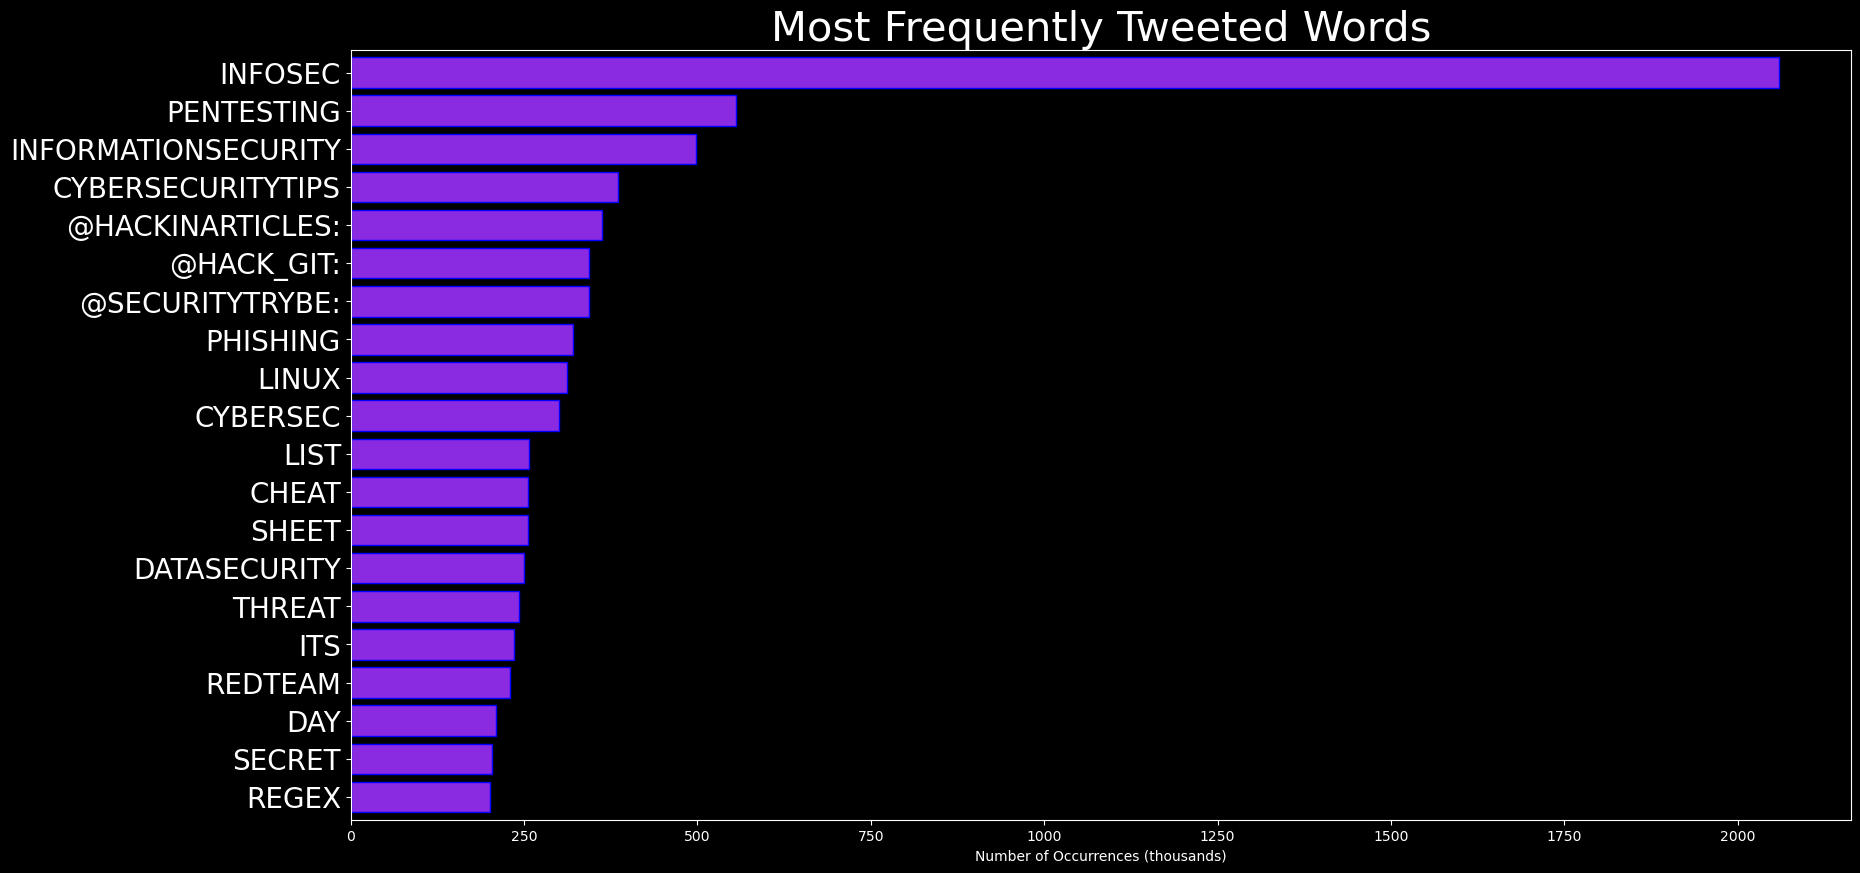 Most Frequently Tweeted Words
INFOSEC
PENTESTING
INFORMATIONSECURITY
CYBERSECURITYTIPS
@HACKINARTICLES:
@HACK_GIT:
@SECURITYTRYBE:
PHISHING
LINUX
CYBERSEC
LIST
CHEAT
SHEET
DATASECURITY
THREAT
ITS
REDTEAM
DAY
SECRET
REGEX
0 250 500 750 1000 1250 1500 1750 2000
Number of Occurrences (thousands)